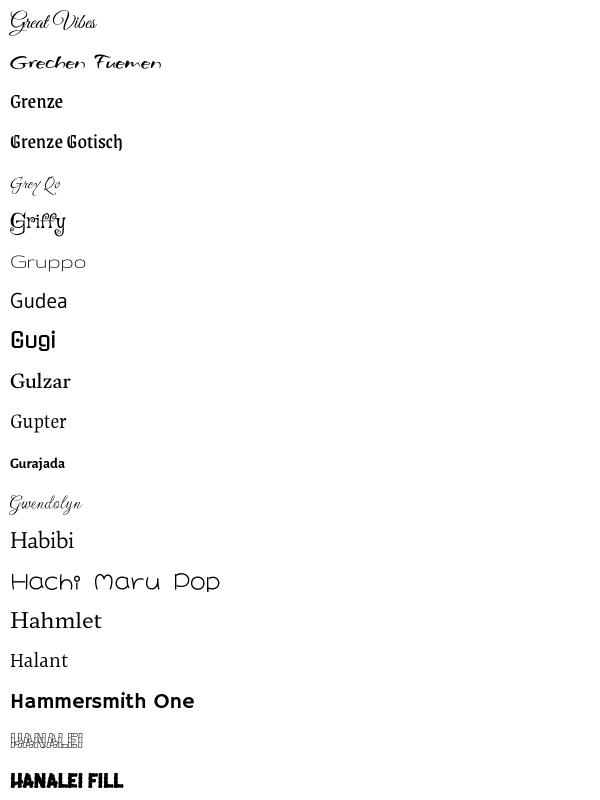 Great Vibes
Grechen Fuemen
Grenze
Grenze Gotisch
Grey Qo
Griffy
Gruppo
Gudea
Gugi
Gulzar
Gupter
Gurajada
Gwendolyn
Habibi
Hachi Maru Pop
Hahmlet
Halant
Hammersmith One
HANALEI
HANALEI FILL